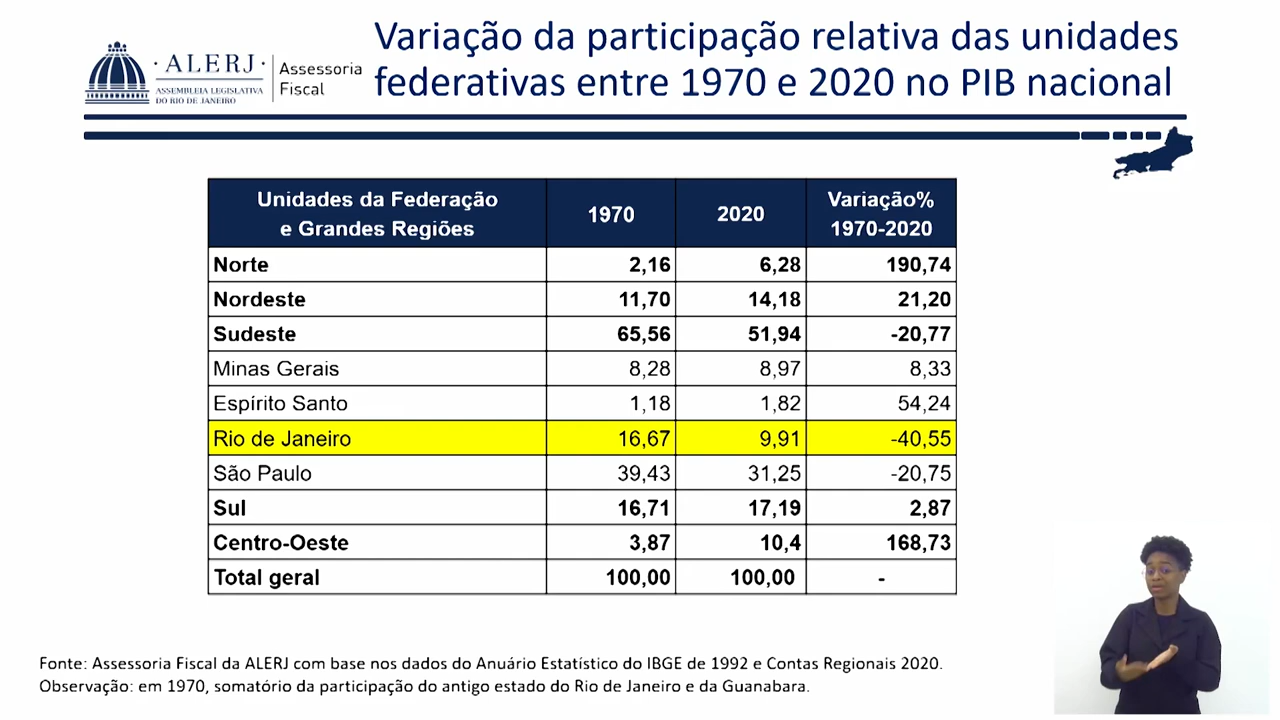 Variação da participação relativa das unidades
federativas entre 1970 e 2020 no PIB nacional
· ALERJ ·
ASSEMBLEIA LEGISLATIVA
DO RIO DE JANEIRO
Assessoria
Fiscal
Unidades da Federação
e Grandes Regiões
1970
2020
Variação%
1970-2020
Norte 2,16 6,28 190,74
Nordeste 11,70 14,18 21,20
Sudeste 65,56 51,94 -20,77
Minas Gerais 8,28 8,97 8,33
Espírito Santo 1,18 1,82 54,24
Rio de Janeiro 16,67 9,91 -40,55
São Paulo 39,43 31,25 -20,75
Sul 16,71 17,19 2,87
Centro-Oeste 3,87 10,4 168,73
Total geral 100,00 100,00 -
Fonte: Assessoria Fiscal da ALERJ com base nos dados do Anuário Estatístico do IBGE de 1992 e Contas Regionais 2020.
Observação: em 1970, somatório da participação do antigo estado do Rio de Janeiro e da Guanabara.